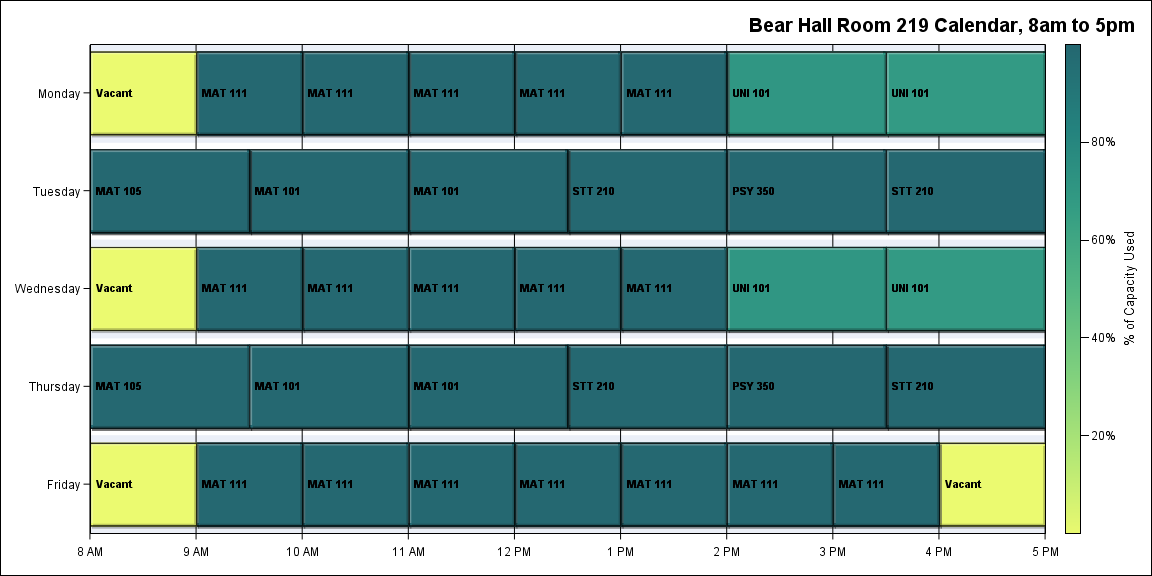 Bear Hall Room 219 Calendar, 8am to 5pm
Monday Vacant MAT 111 MAT 111 MAT 111 MAT 111 MAT 111 UNI 101 UNI 101
80%
Tuesday MAT 105 MAT 101 MAT 101 STT 210 PSY 350 STT 210
60%
Wednesday Vacant MAT 111 MAT 111 MAT 111 MAT 111 MAT 111 UNI 101 UNI 101
% of Capacity Used
40%
Thursday MAT 105 MAT 101 MAT 101 STT 210 PSY 350 STT 210
20%
Friday Vacant MAT 111 MAT 111 MAT 111 MAT 111 MAT 111 MAT 111 MAT 111 Vacant
8 AM 9 AM 10 AM 11 AM 12 PM 1 PM 2 PM 3 PM 4 PM 5 PM